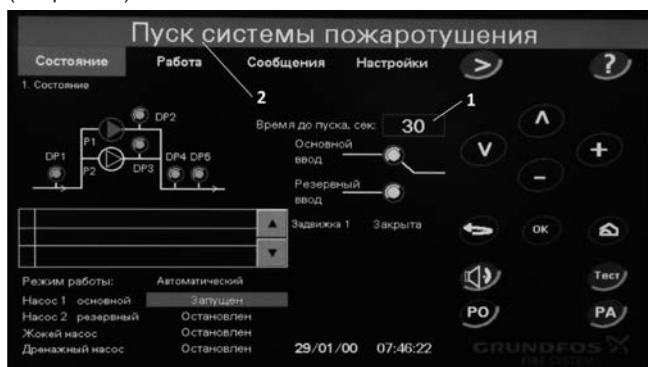 Пуск системы пожаротушения
Состояние Работа Сообщения Настройки > ?
1. Состояние
2 1
DP2
Время до пуска, сек: 30
P1
Основной ввод
DP1 P2 DP3 DP4 DP5
Резервный ввод
Задвижка 1 Закрыта
OK
Режим работы: Автоматический
Тест
Насос 1 основной Запущен
Насос 2 резервный Остановлен
PO PA
Жокей насос Остановлен
Дренажный насос Остановлен 29/01/00 07:46:22
GRUNDFOS
FIRE SYSTEMS